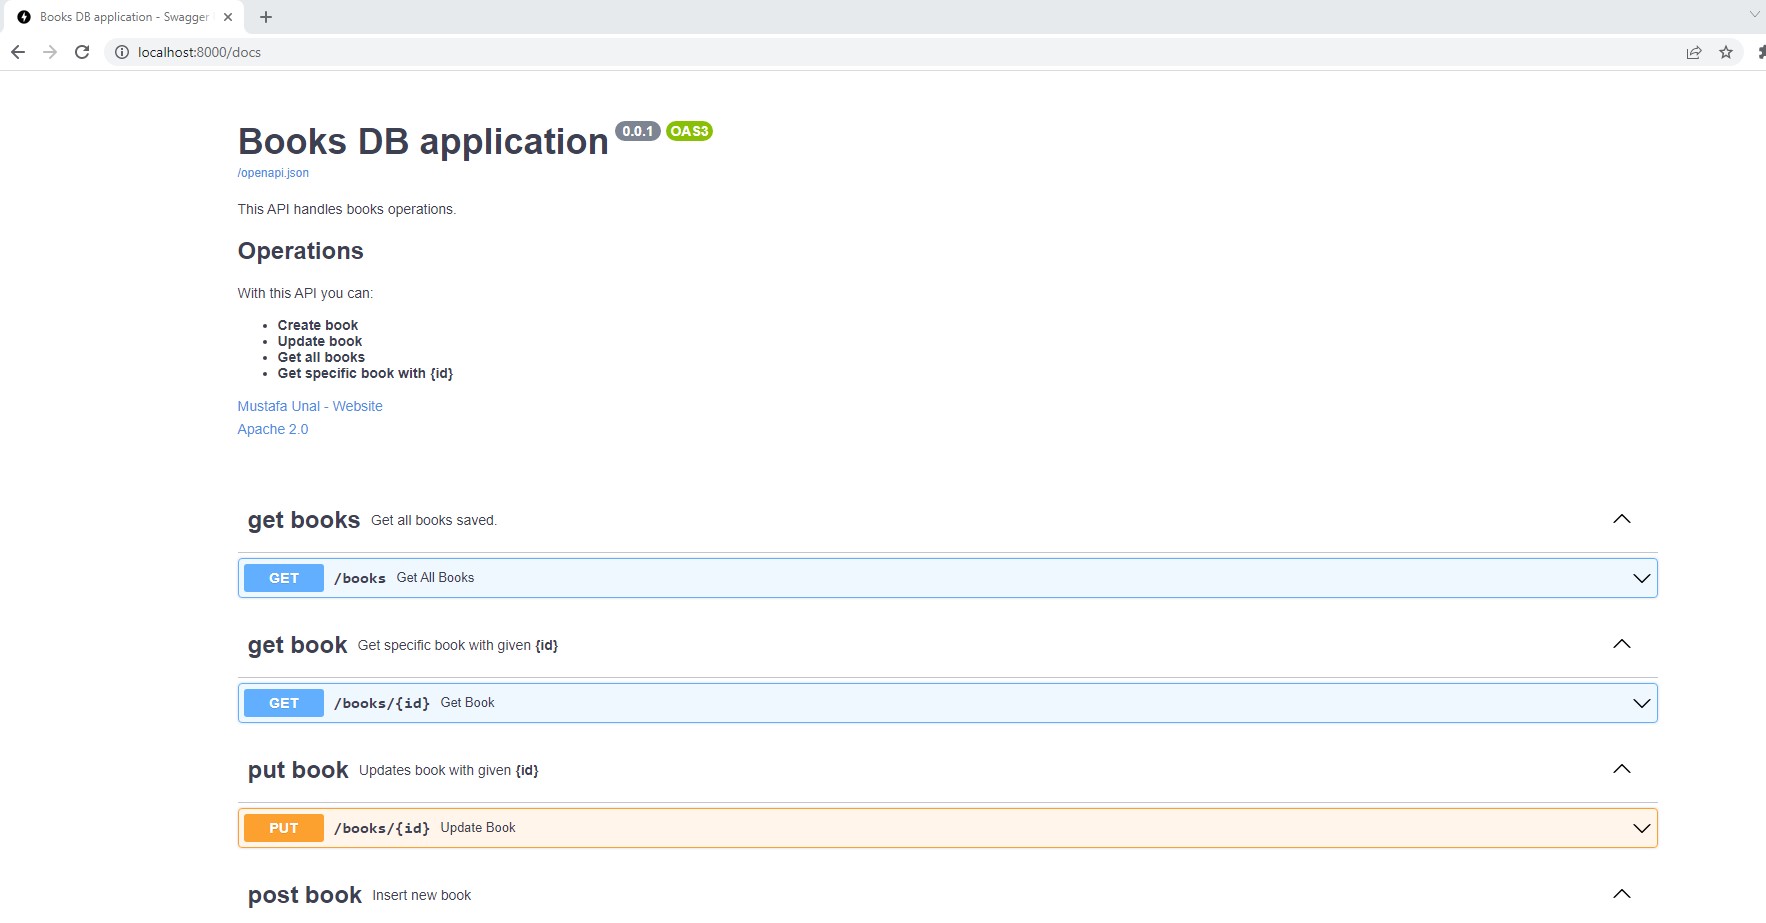 Books DB application - Swagger
localhost:8000/docs
Books DB application 0.0.1 OAS3
/openapi.json
This API handles books operations.
Operations
With this API you can:
• Create book
• Update book
• Get all books
• Get specific book with {id}
Mustafa Unal - Website
Apache 2.0
get books Get all books saved.
GET /books Get All Books
get book Get specific book with given {id}
GET /books/{id} Get Book
put book Updates book with given {id}
PUT /books/{id} Update Book
post book Insert new book